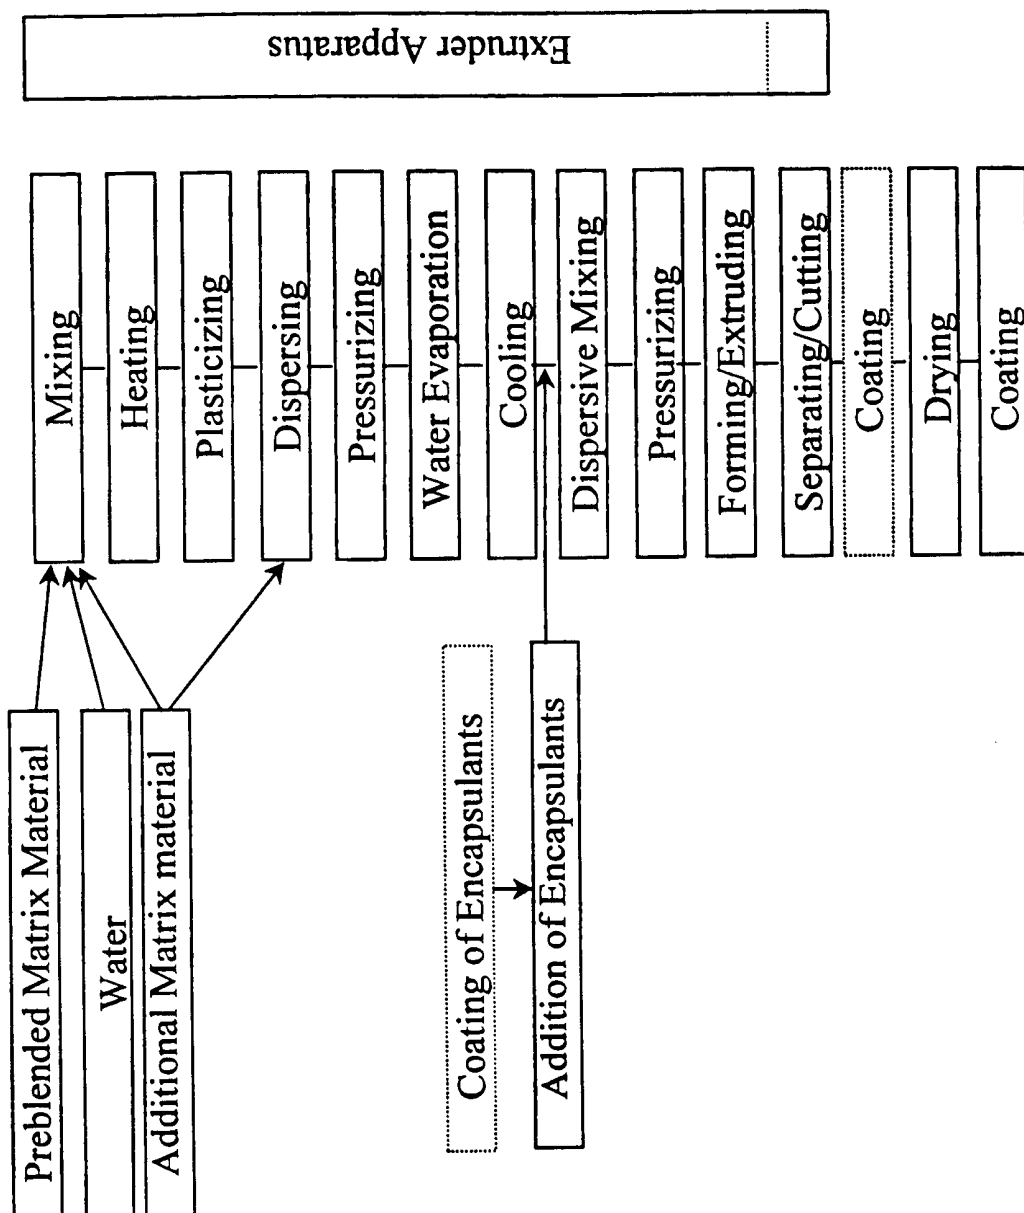 Preblended Matrix Material
Water
Additional Matrix material
Coating of Encapsulants
Addition of Encapsulants
Mixing
Heating
Plasticizing
Dispersing
Pressurizing
Water Evaporation
Cooling
Dispersive Mixing
Pressurizing
Forming/Extruding
Separating/Cutting
Coating
Drying
Coating
Extruder Apparatus